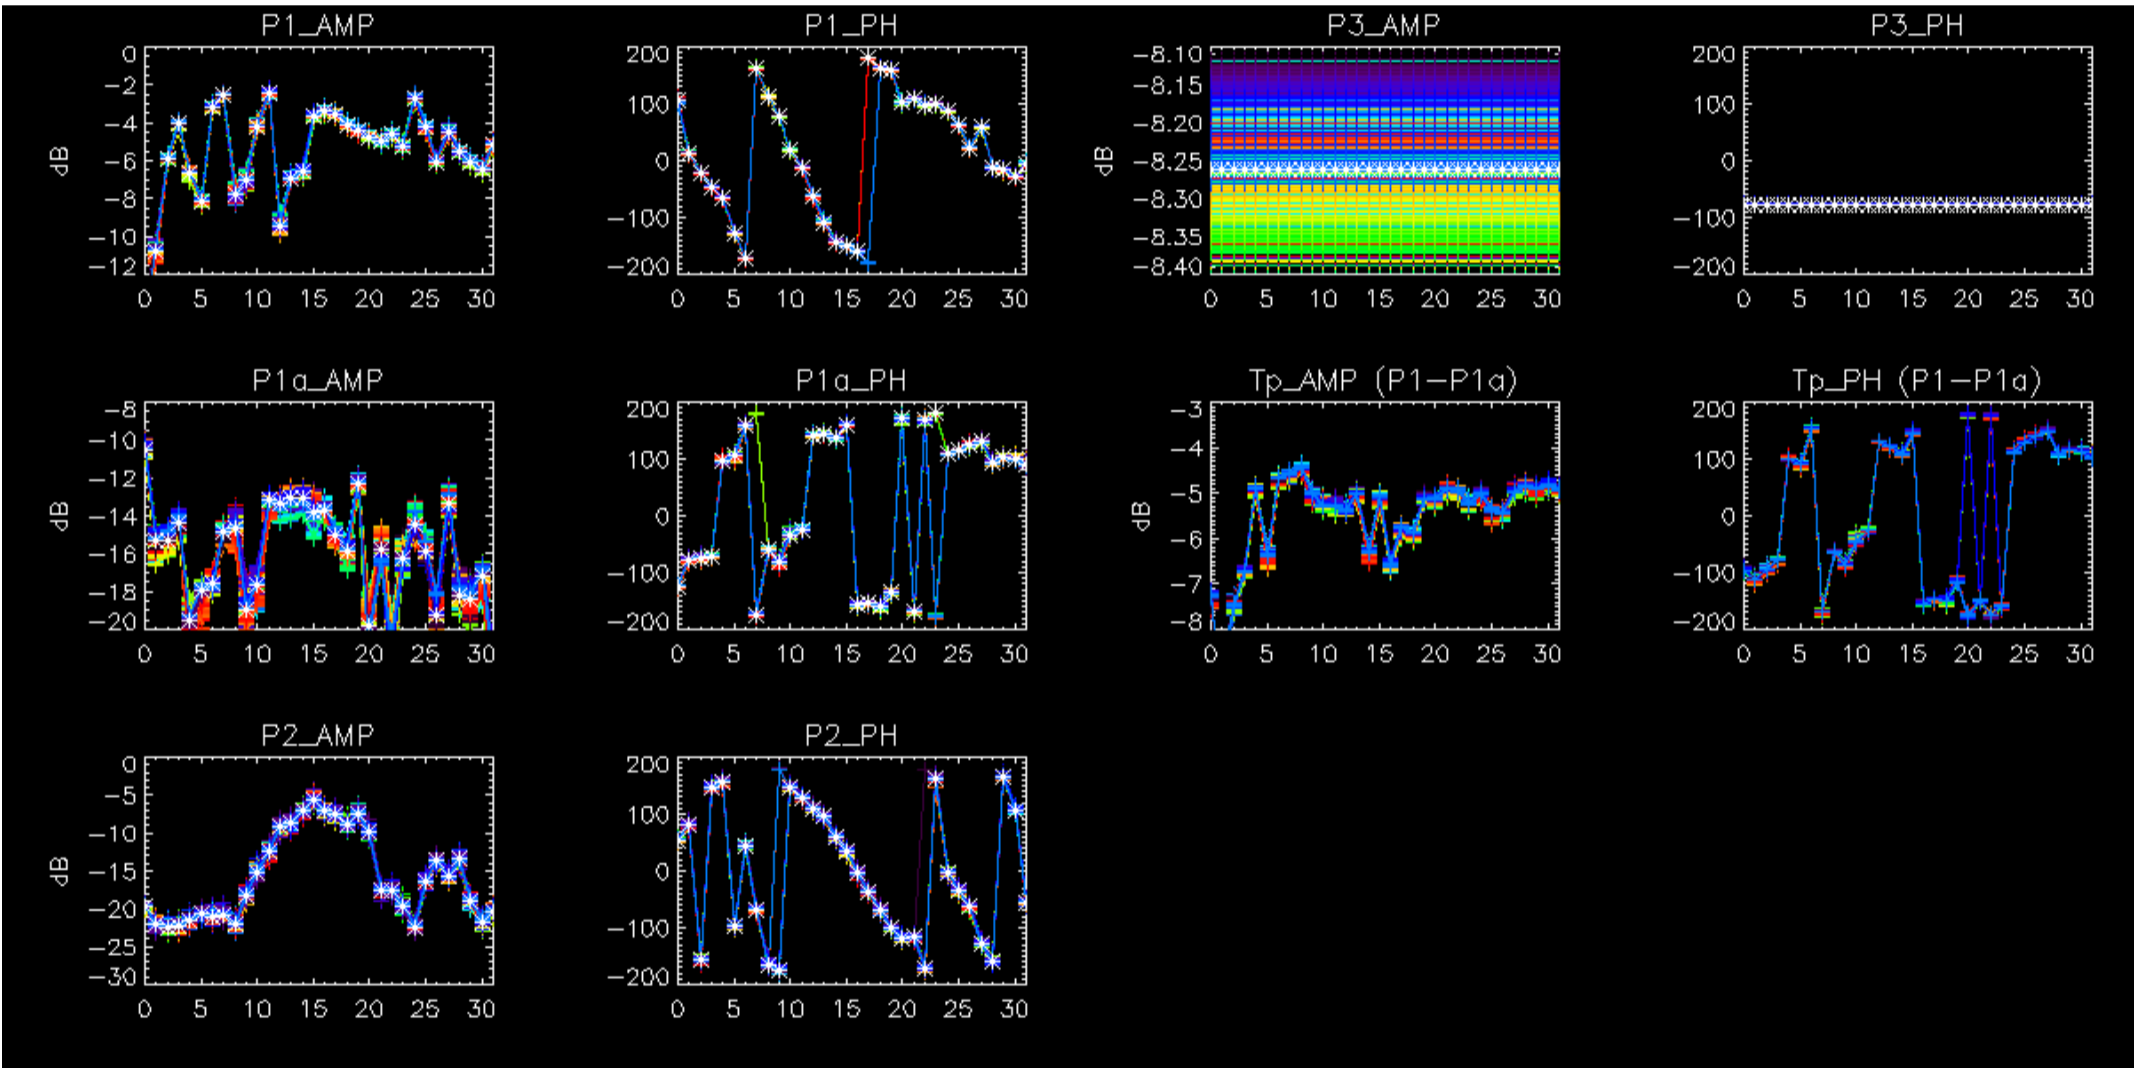 P1_AMP
P1_PH
P3_AMP
P3_PH
dB
0
-2
-4
-6
-8
-10
-12
0 5 10 15 20 25 30
200
100
0
-100
-200
0 5 10 15 20 25 30
dB
-8.10
-8.15
-8.20
-8.25
-8.30
-8.35
-8.40
0 5 10 15 20 25 30
200
100
0
-100
-200
0 5 10 15 20 25 30
P1a_AMP
P1a_PH
Tp_AMP (P1-P1a)
Tp_PH (P1-P1a)
dB
-8
-10
-12
-14
-16
-18
-20
0 5 10 15 20 25 30
200
100
0
-100
-200
0 5 10 15 20 25 30
dB
-3
-4
-5
-6
-7
-8
0 5 10 15 20 25 30
200
100
0
-100
-200
0 5 10 15 20 25 30
P2_AMP
P2_PH
dB
0
-5
-10
-15
-20
-25
-30
0 5 10 15 20 25 30
200
100
0
-100
-200
0 5 10 15 20 25 30